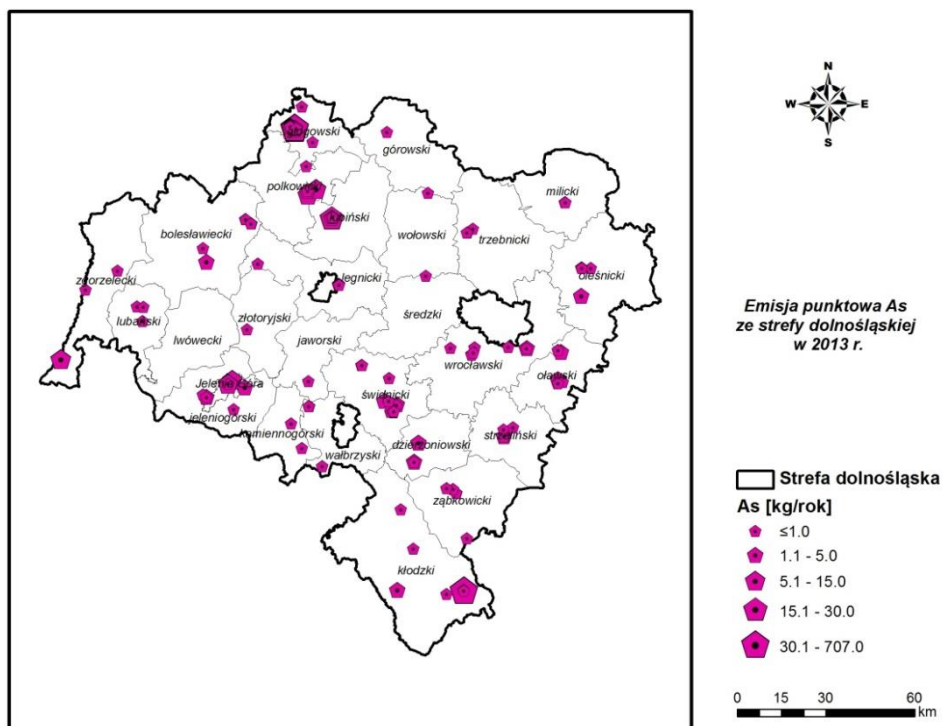 N
W E
S
głogowski
górowski
polkowicki
milicki
lubiński
wołowski
trzebnicki
bolesławiecki
oleśnicki
zgorzelecki
legnicki
lubański
złotoryjski
średzki
lwówecki
jaworski
wrocławski
oławski
Jelenia Góra
świdnicki
jeleniogórski
kamiennogórski
strzeliński
dzierżoniowski
wałbrzyski
ząbkowicki
kłodzki
Emisja punktowa As
ze strefy dolnośląskiej
w 2013 r.
Strefa dolnośląska
As [kg/rok]
≤1.0
1.1 - 5.0
5.1 - 15.0
15.1 - 30.0
30.1 - 707.0
0 15 30 60
km